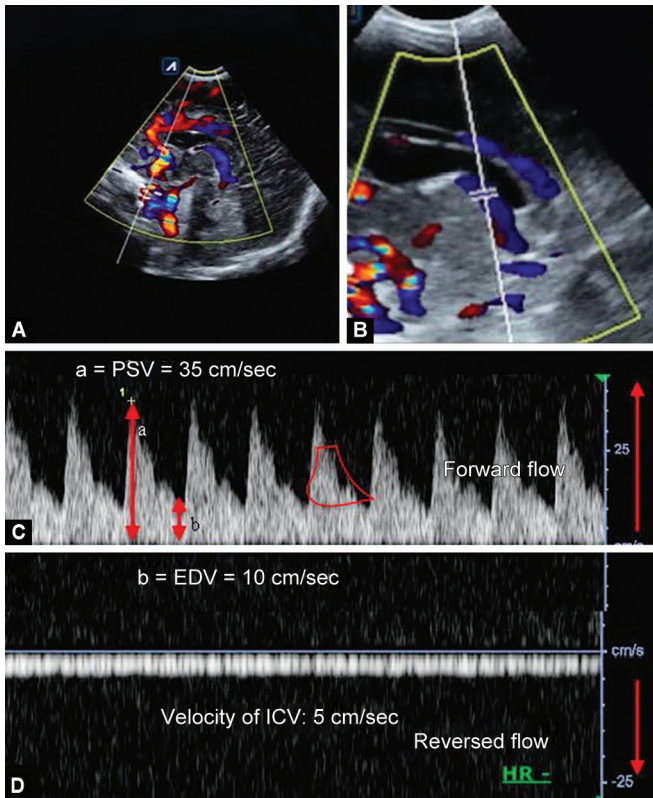 A
B
a = PSV = 35 cm/sec
1
a
25
Forward flow
b
C
b = EDV = 10 cm/sec
cm/s
Velocity of ICV: 5 cm/sec
Reversed flow
HR -
-25
D